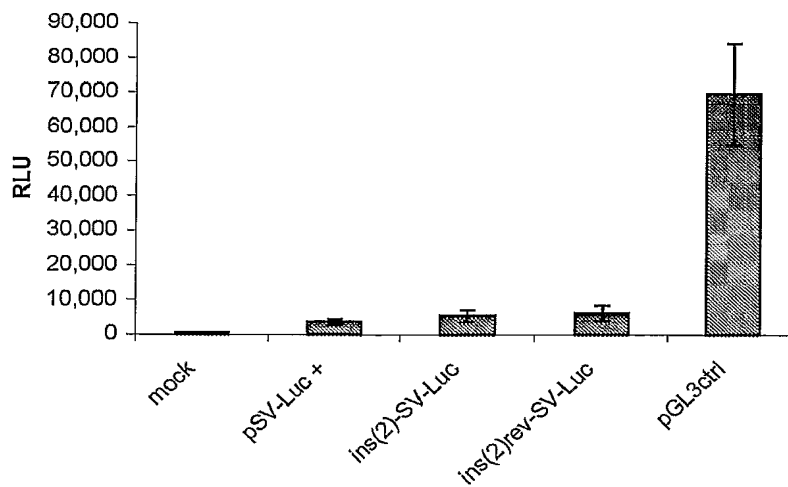 90,000
80,000
70,000
60,000
50,000
40,000
30,000
20,000
10,000
0
RLU
mock
pSV-Luc +
ins(2)-SV-Luc
ins(2)rev-SV-Luc
pGL3ctrl